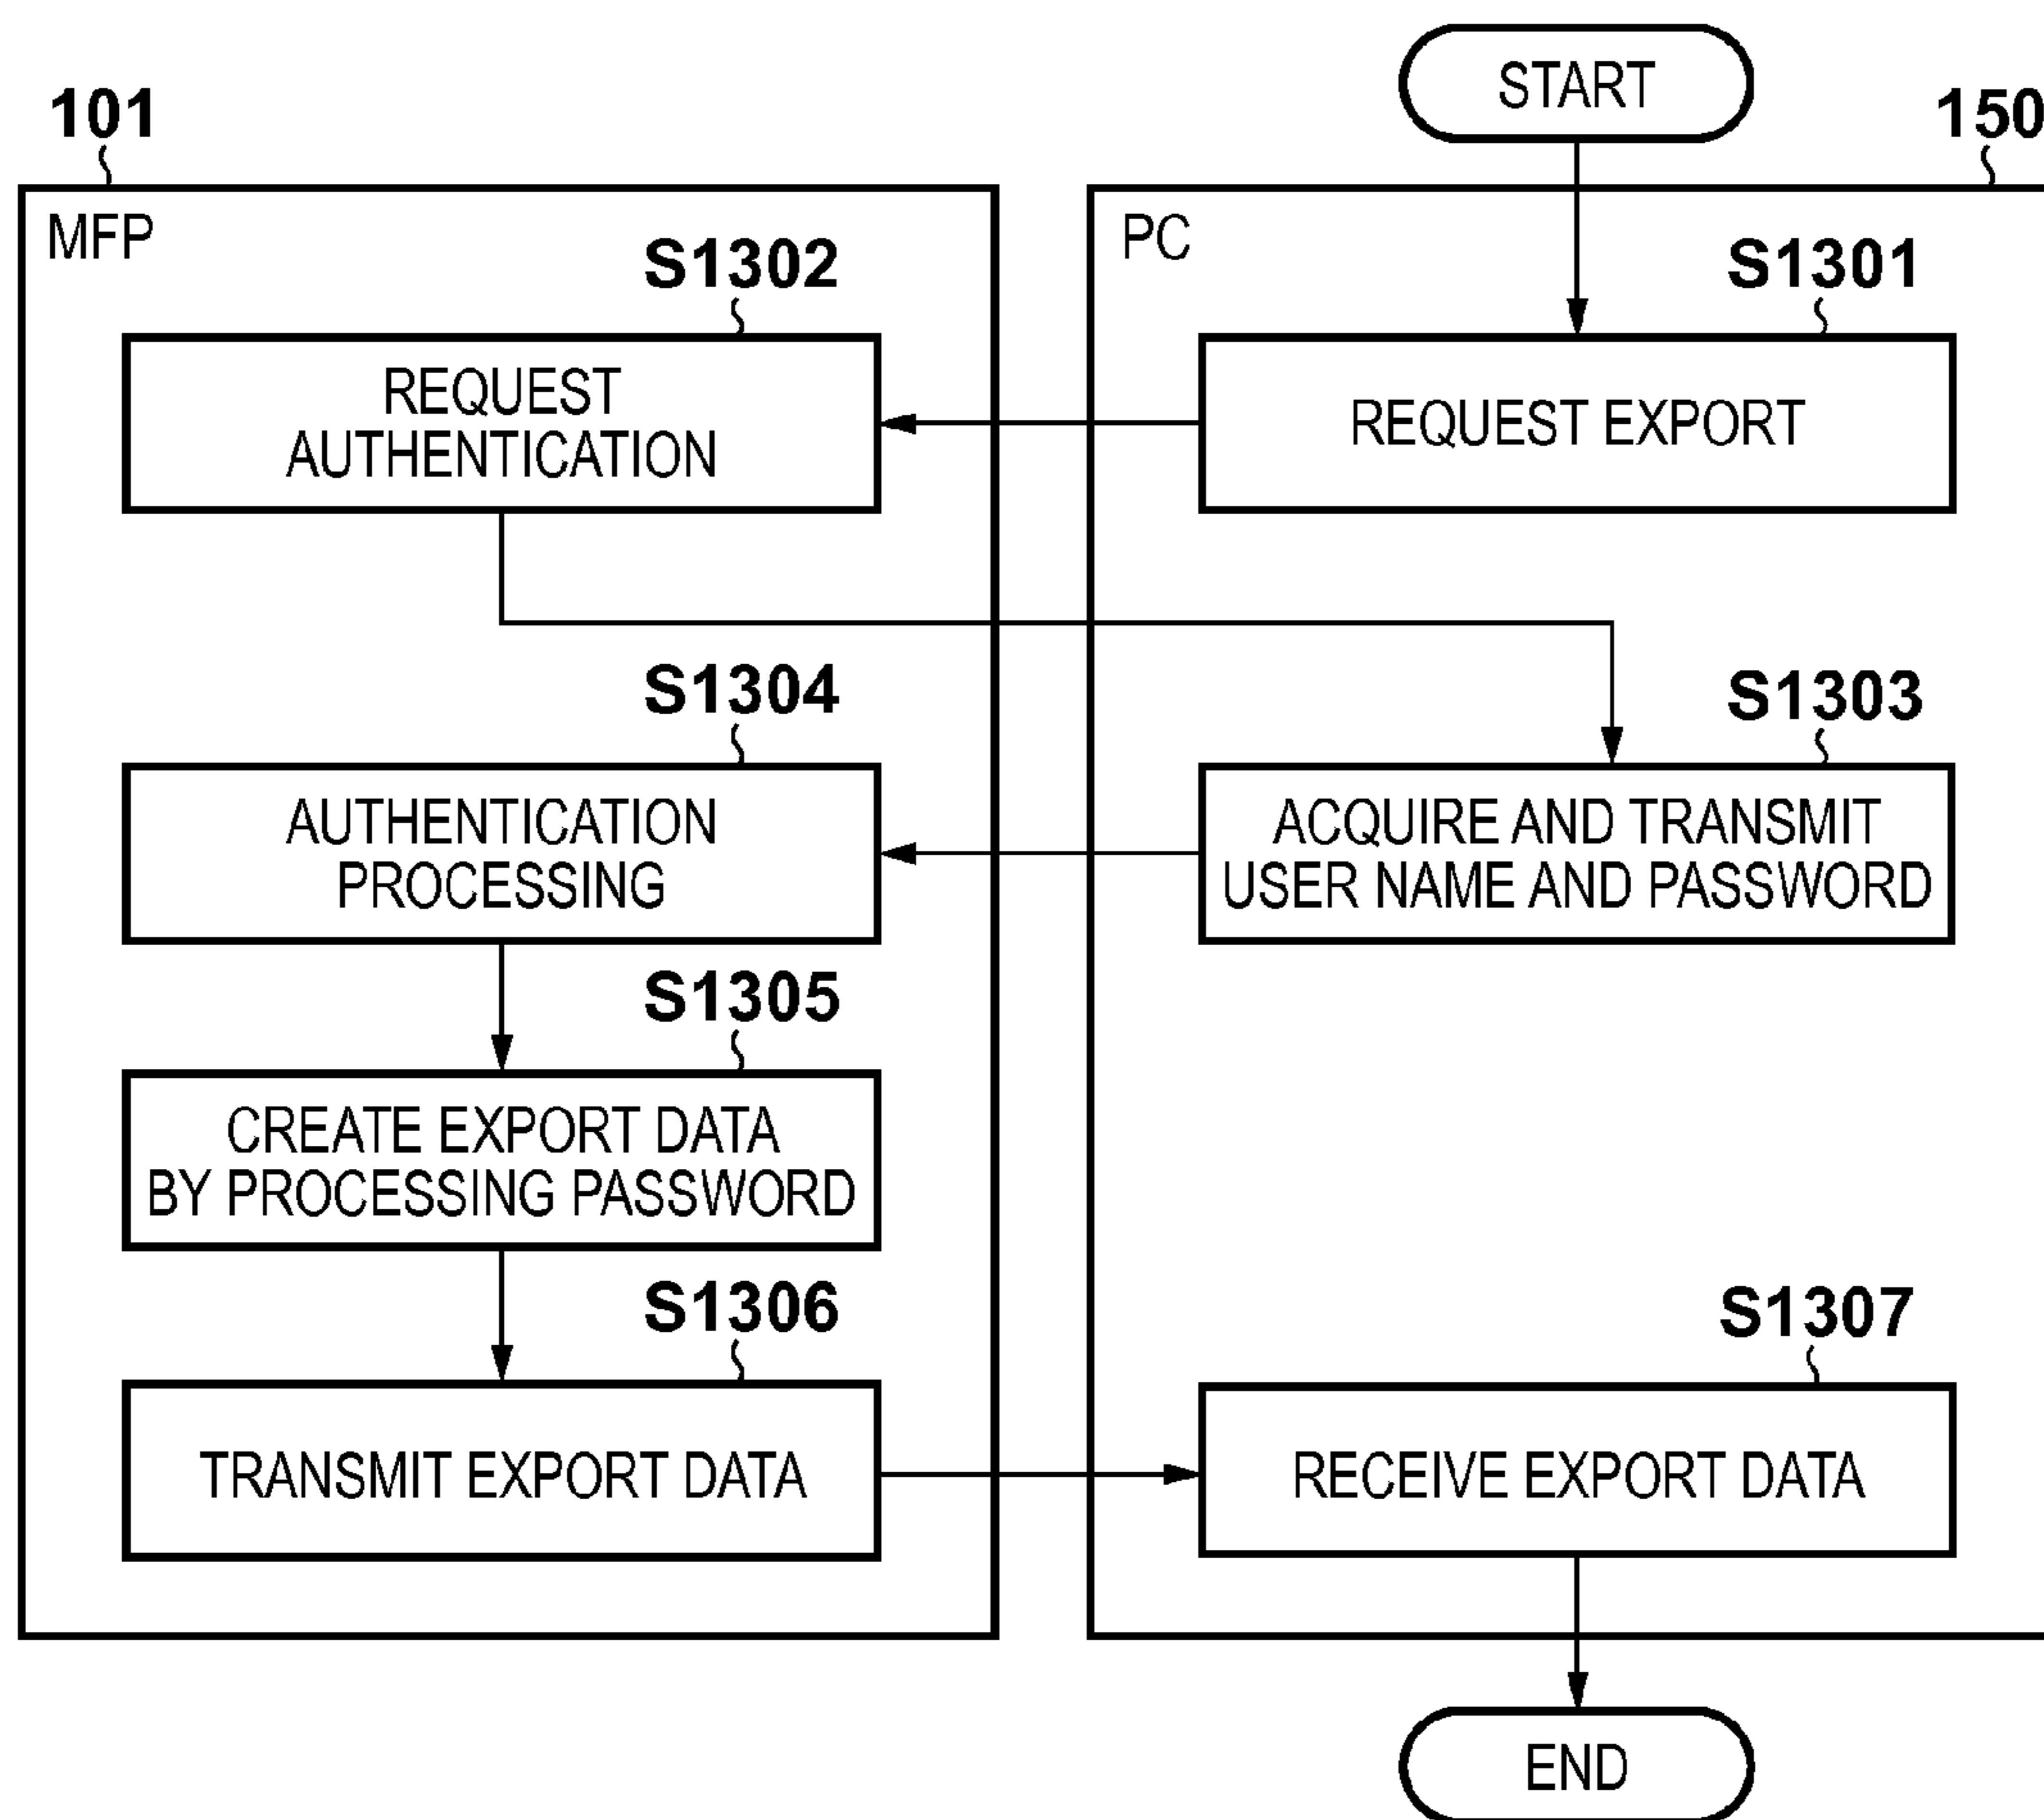 START
101
150
MFP
PC
S1302
S1301
REQUEST
AUTHENTICATION
REQUEST EXPORT
S1304
S1303
AUTHENTICATION
PROCESSING
ACQUIRE AND TRANSMIT
USER NAME AND PASSWORD
S1305
CREATE EXPORT DATA
BY PROCESSING PASSWORD
S1306
S1307
TRANSMIT EXPORT DATA
RECEIVE EXPORT DATA
END